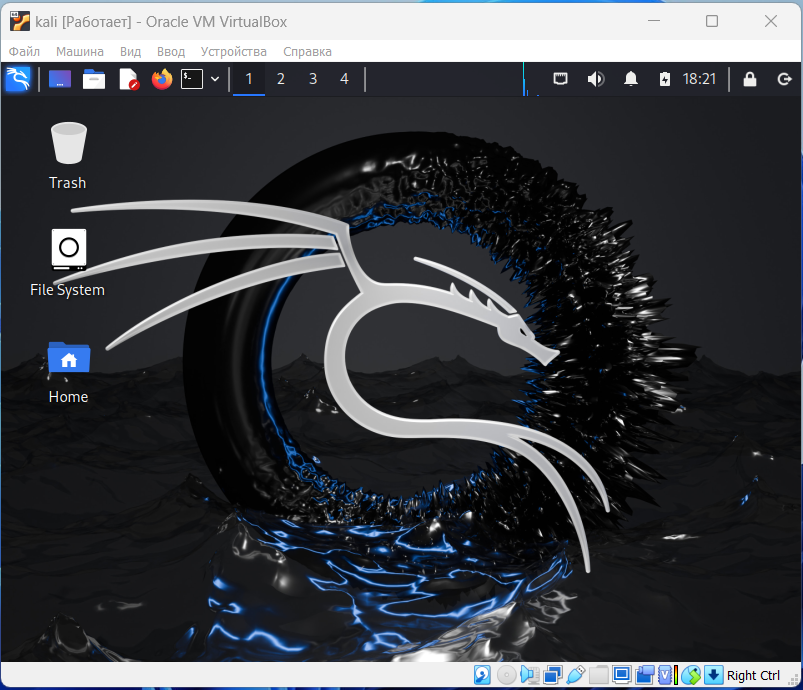 kali [Работает] - Oracle VM VirtualBox
Файл Машина Вид Ввод Устройства Справка
1 2 3 4 18:21
Trash
File System
Home
Right Ctrl